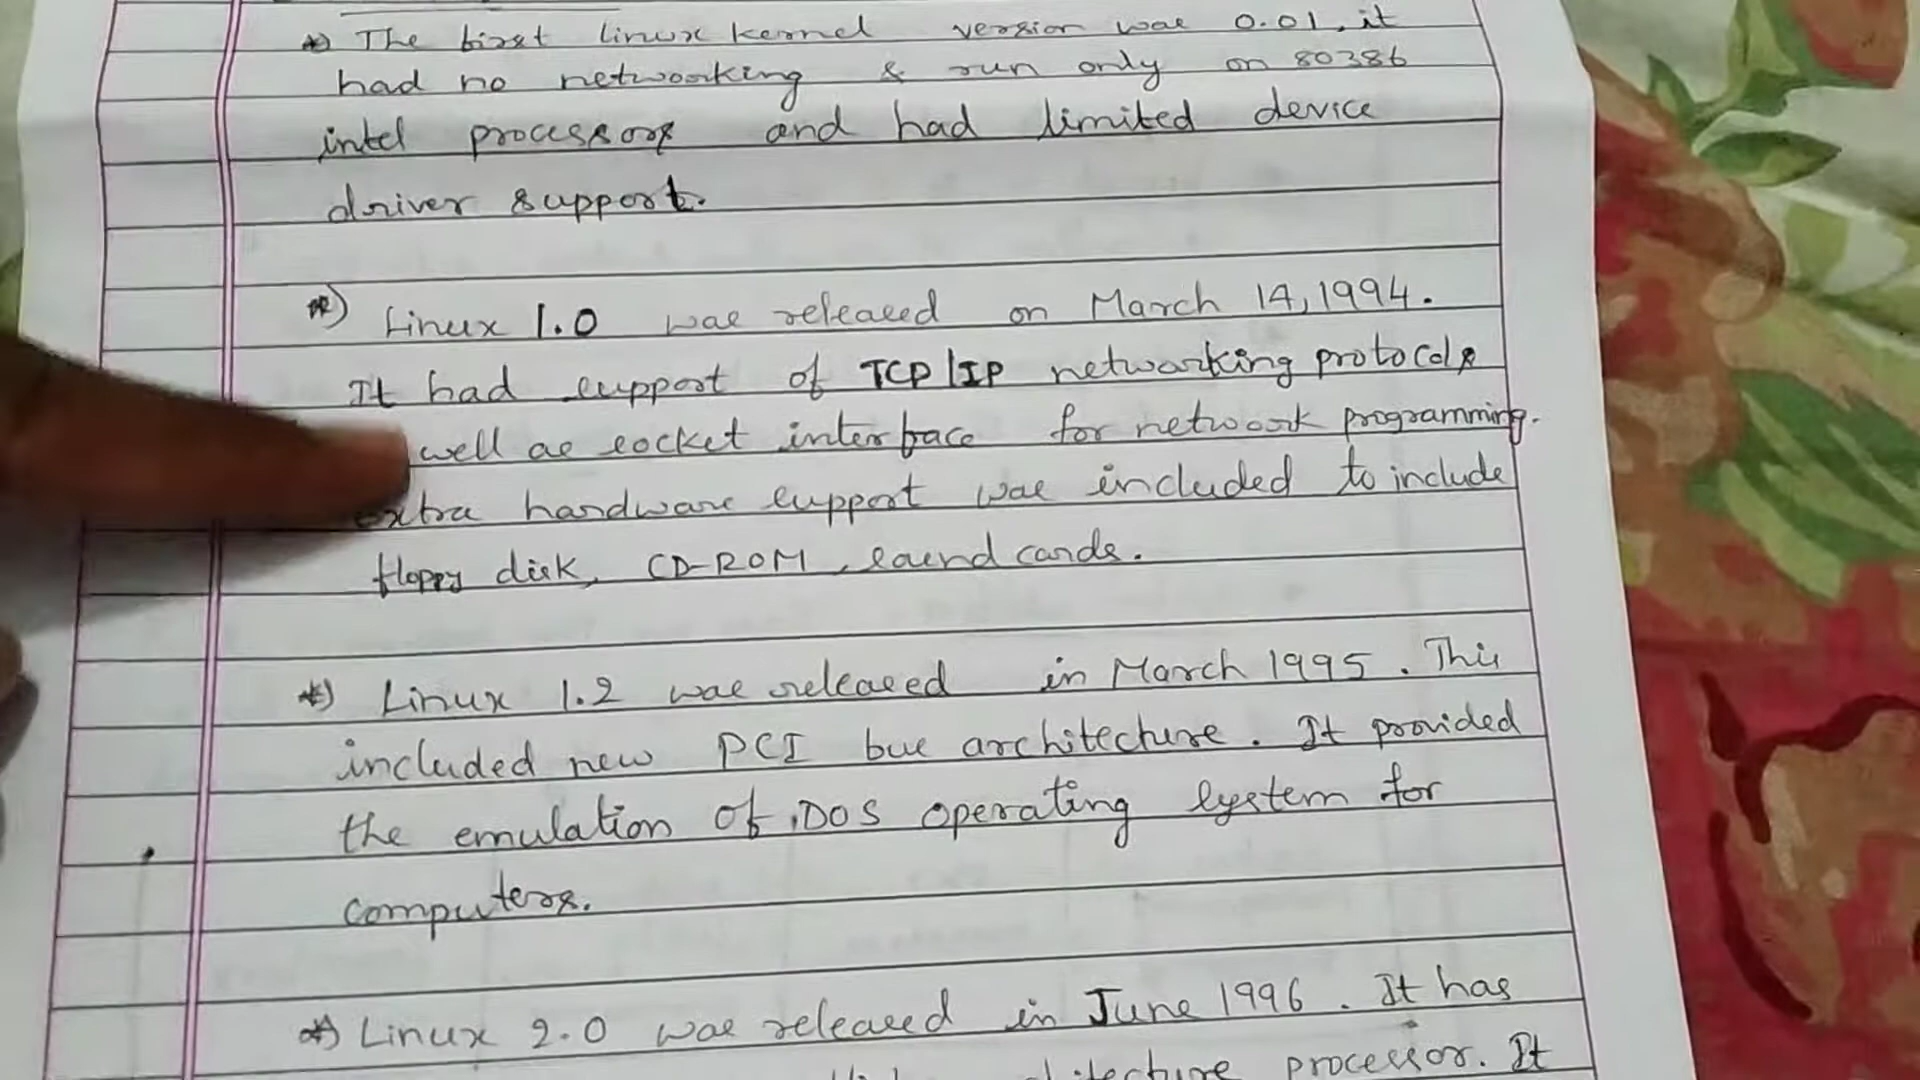 *) The first linux kernel version was 0.01, it
had no networking & run only on 80386
intel processors and had limited device
driver support.
*) Linux 1.0 was released on March 14, 1994.
It had support of TCP/IP networking protocols
well as socket interface for network programming.
extra hardware support was included to include
floppy disk, CD-ROM, sound cards.
*) Linux 1.2 was released in March 1995. This
included new PCI bus architecture. It provided
the emulation of DOS operating system for
computers.
*) Linux 2.0 was released in June 1996. It has
processor. It